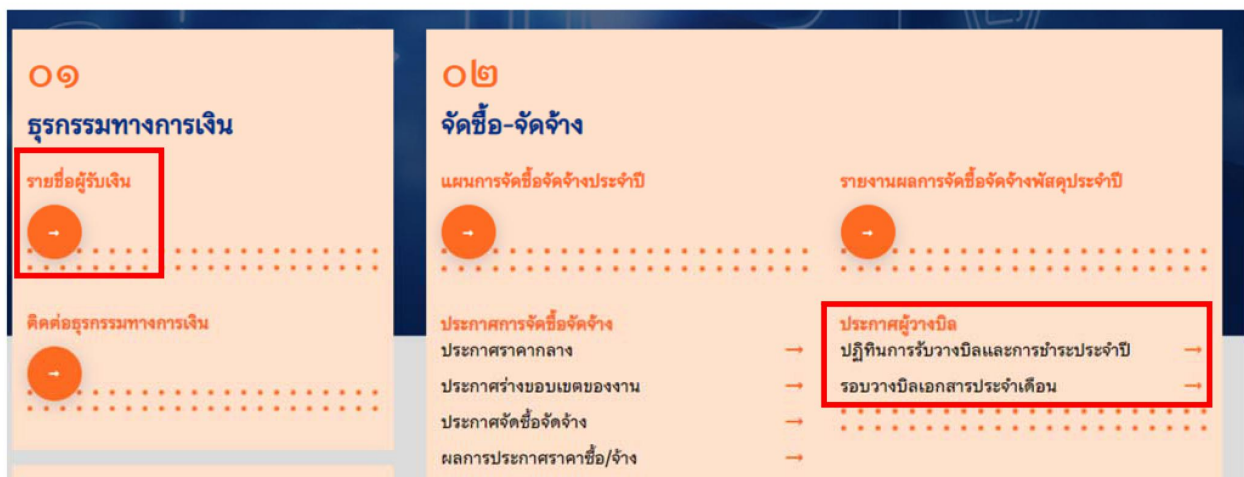 ๐๑
ธุรกรรมทางการเงิน
รายชื่อผู้รับเงิน
ติดต่อธุรกรรมทางการเงิน
๐๒
จัดซื้อ-จัดจ้าง
แผนการจัดซื้อจัดจ้างประจำปี
รายงานผลการจัดซื้อจัดจ้างพัสดุประจำปี
ประกาศการจัดซื้อจัดจ้าง
ประกาศราคากลาง
ประกาศร่างขอบเขตของงาน
ประกาศจัดซื้อจัดจ้าง
ผลการประกาศราคาซื้อ/จ้าง
ประกาศผู้วางบิล
ปฏิทินการรับวางบิลและการชำระประจำปี
รอบวางบิลเอกสารประจำเดือน